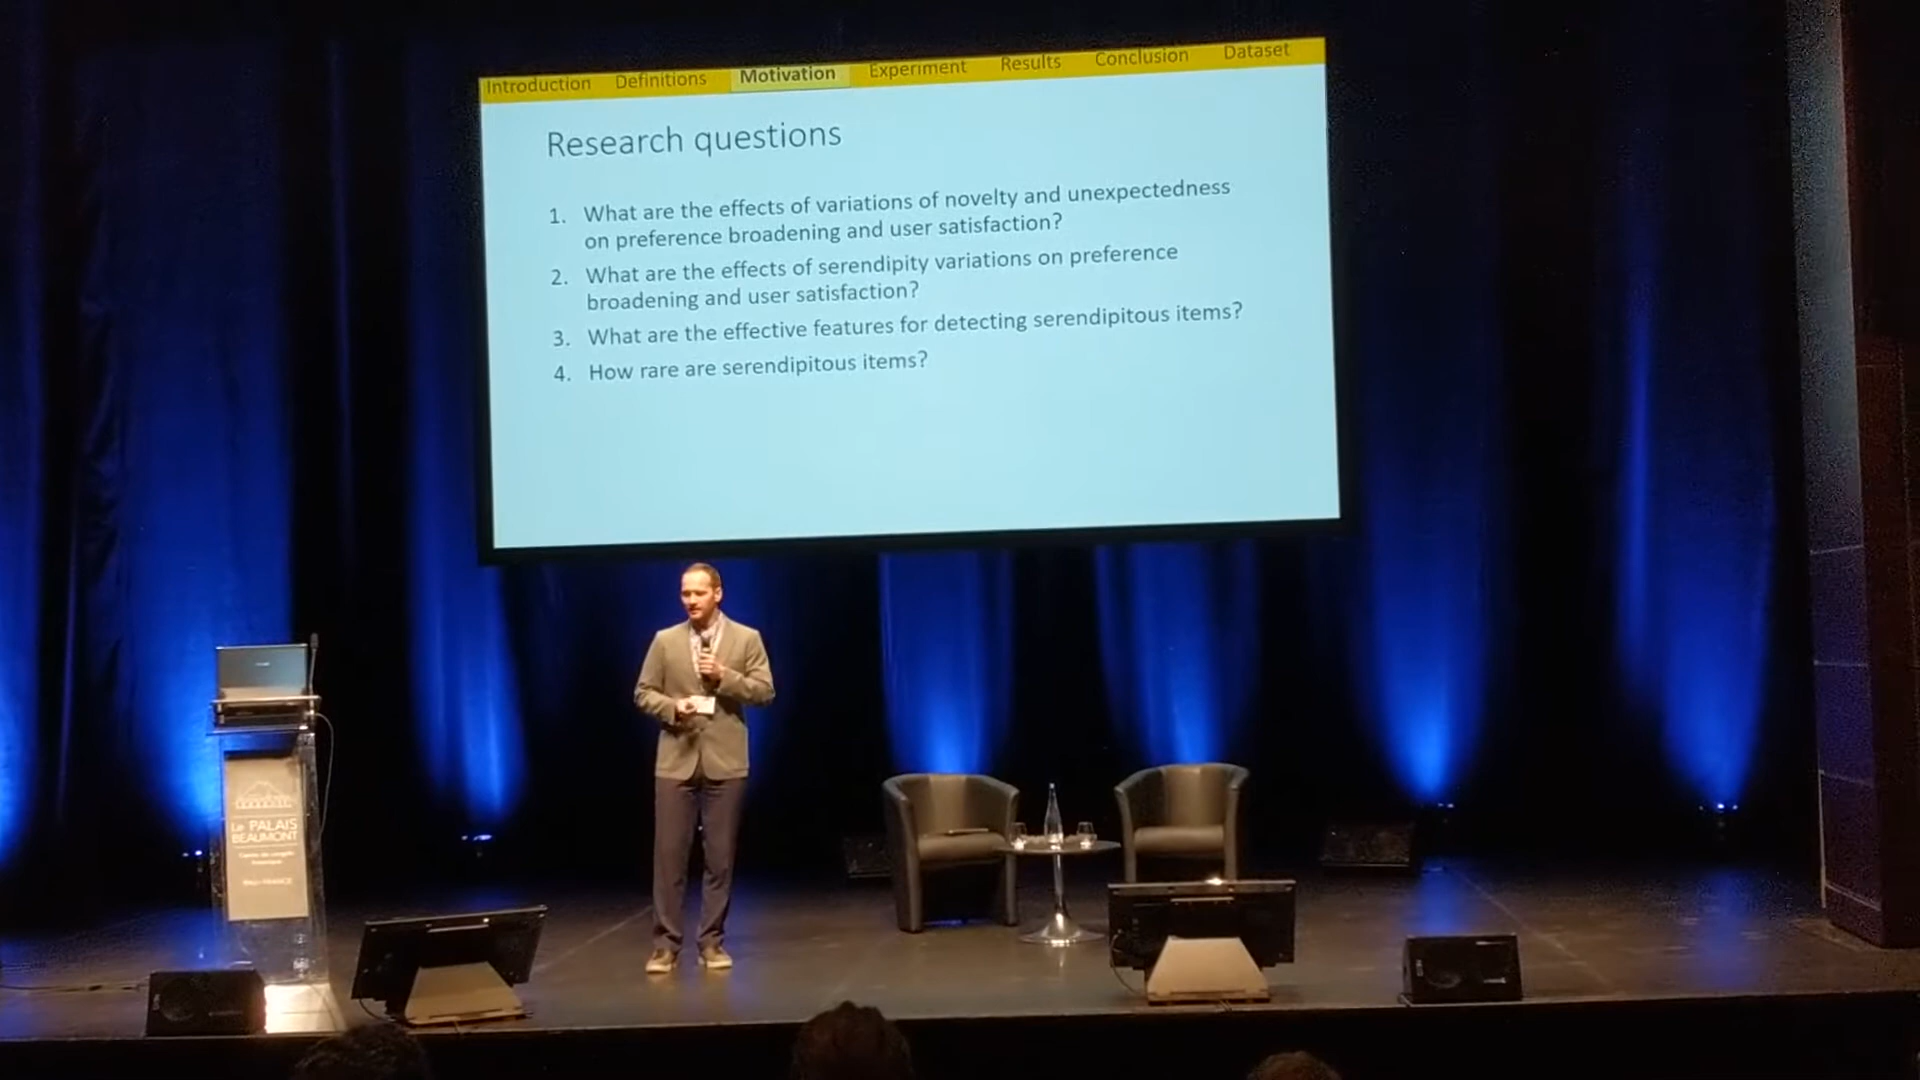 Introduction Definitions Motivation Experiment Results Conclusion Dataset
Research questions
1. What are the effects of variations of novelty and unexpectedness
on preference broadening and user satisfaction?
2. What are the effects of serendipity variations on preference
broadening and user satisfaction?
3. What are the effective features for detecting serendipitous items?
4. How rare are serendipitous items?
Le PALAIS
BEAUMONT